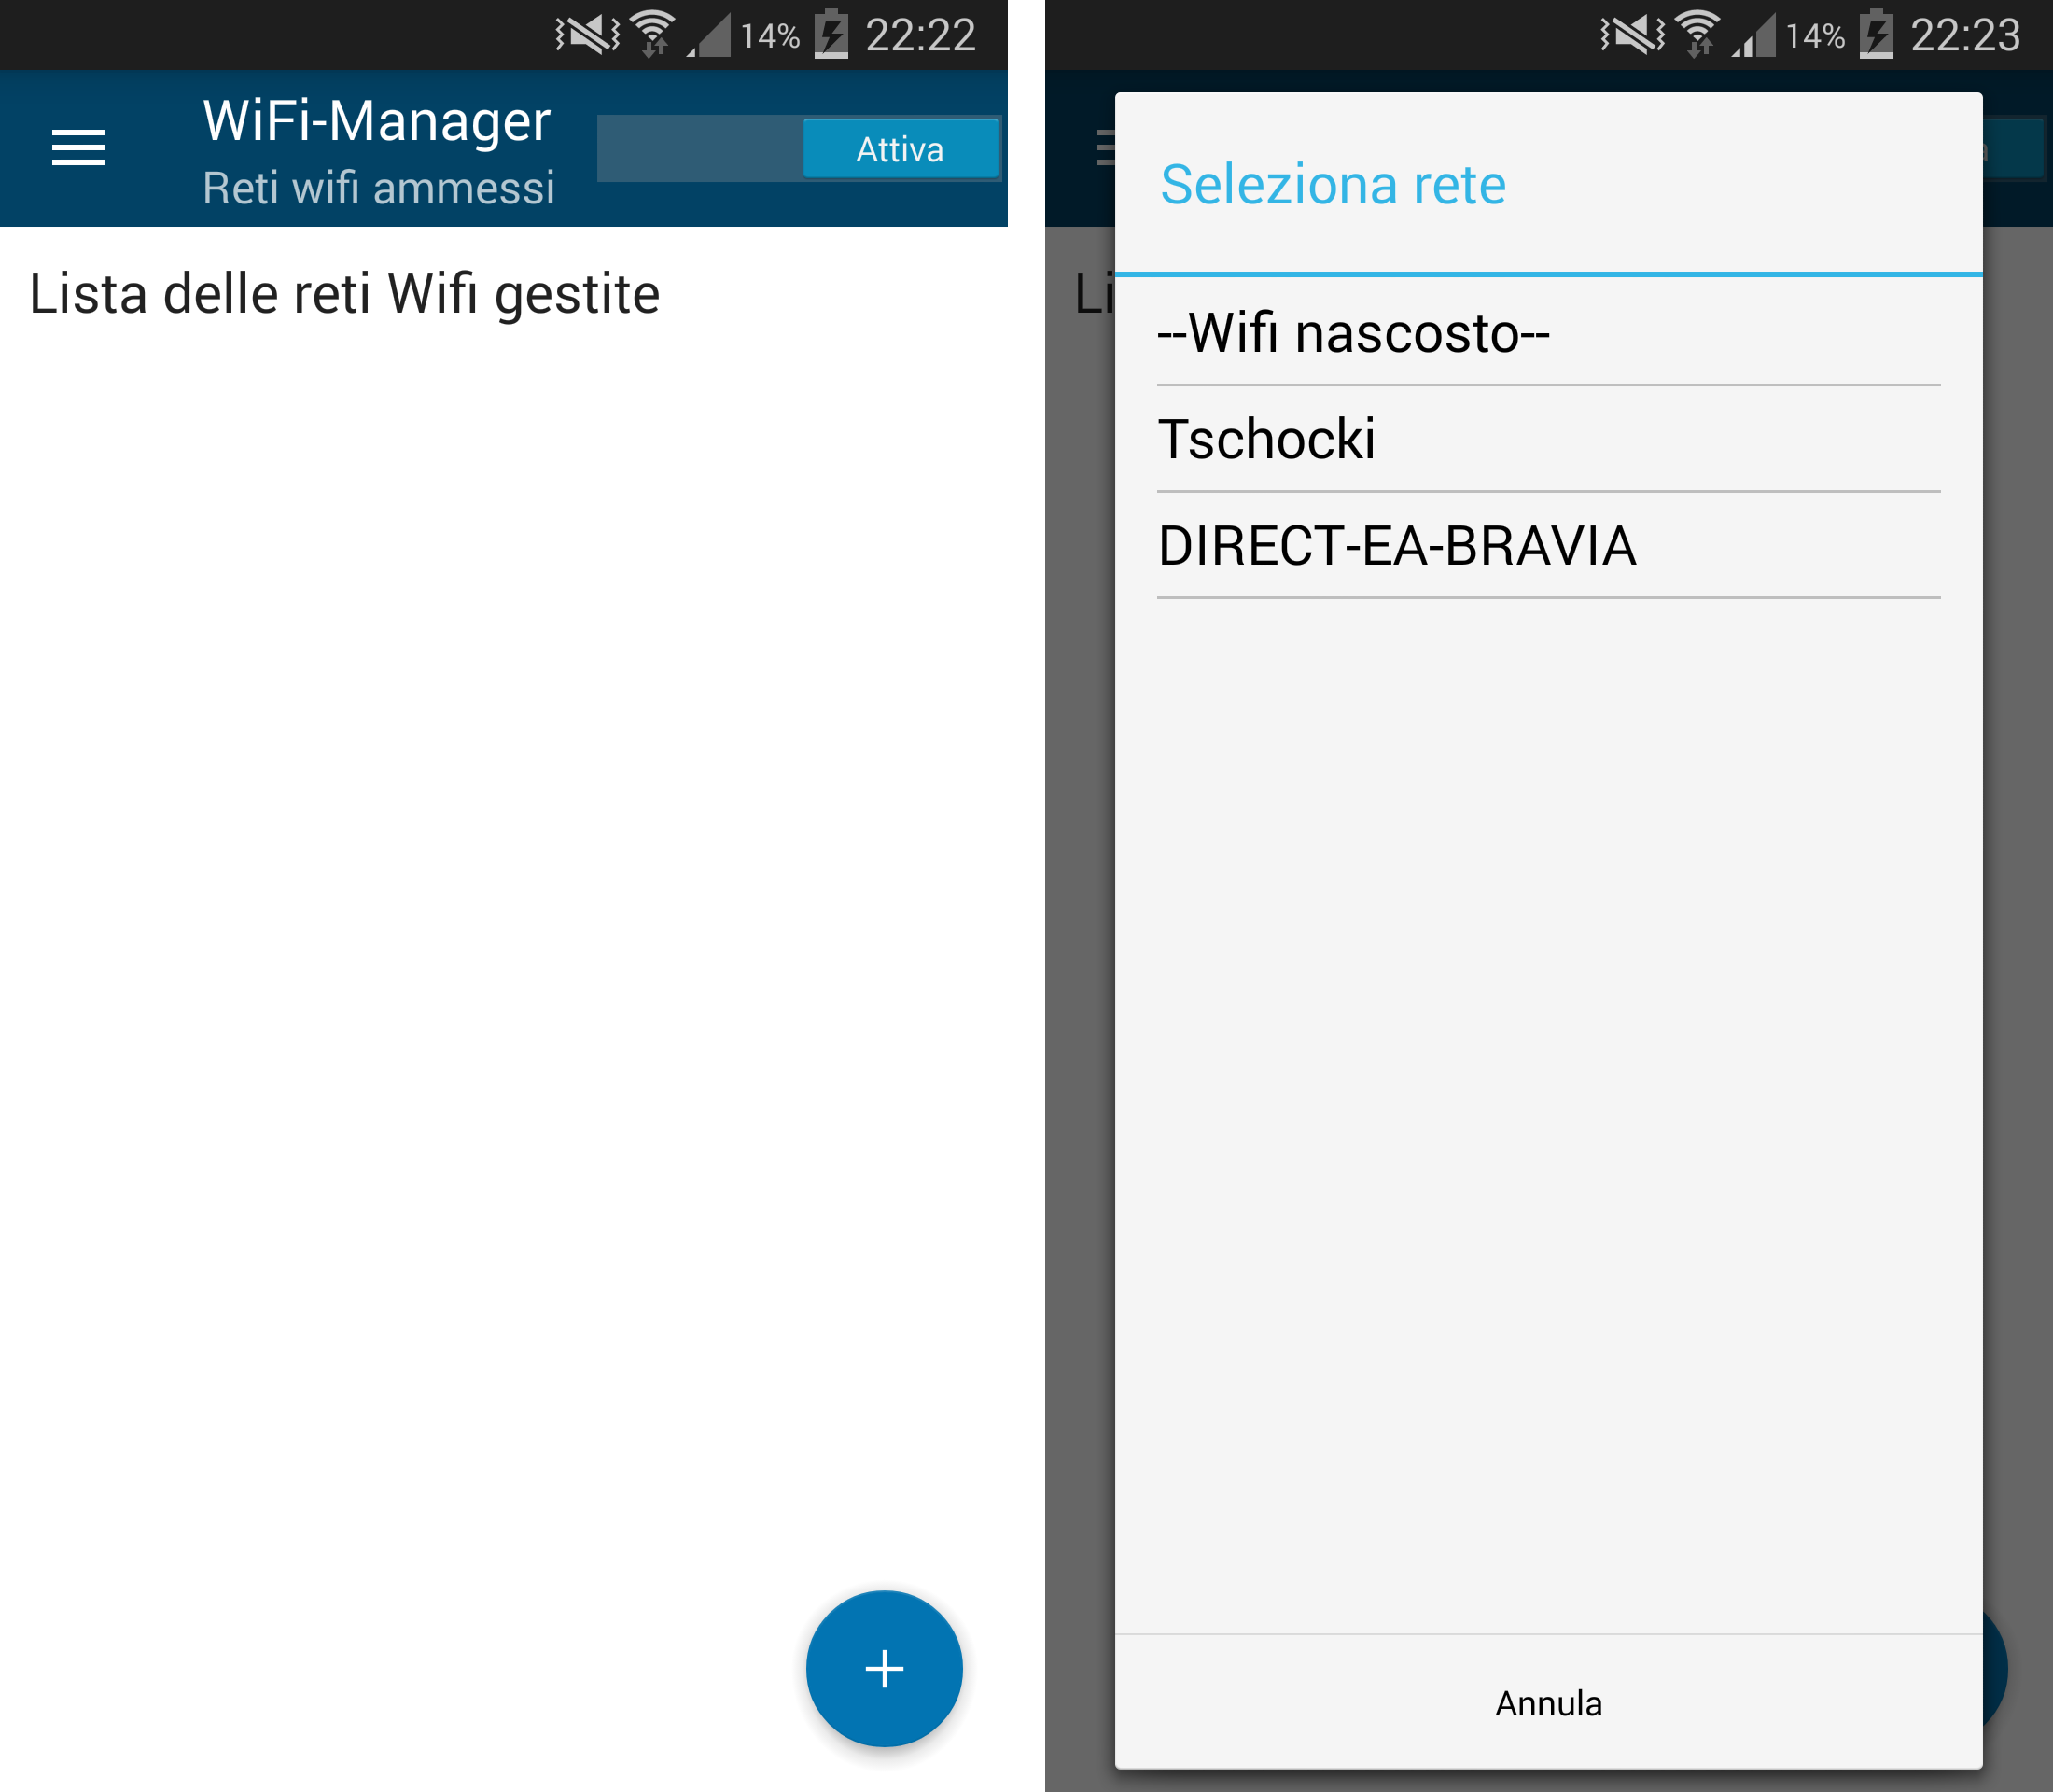 14% 22:22
WiFi-Manager
Attiva
Reti wifi ammessi
Lista delle reti Wifi gestite
+
14% 22:23
Seleziona rete
Li
--Wifi nascosto--
Tschocki
DIRECT-EA-BRAVIA
Annula